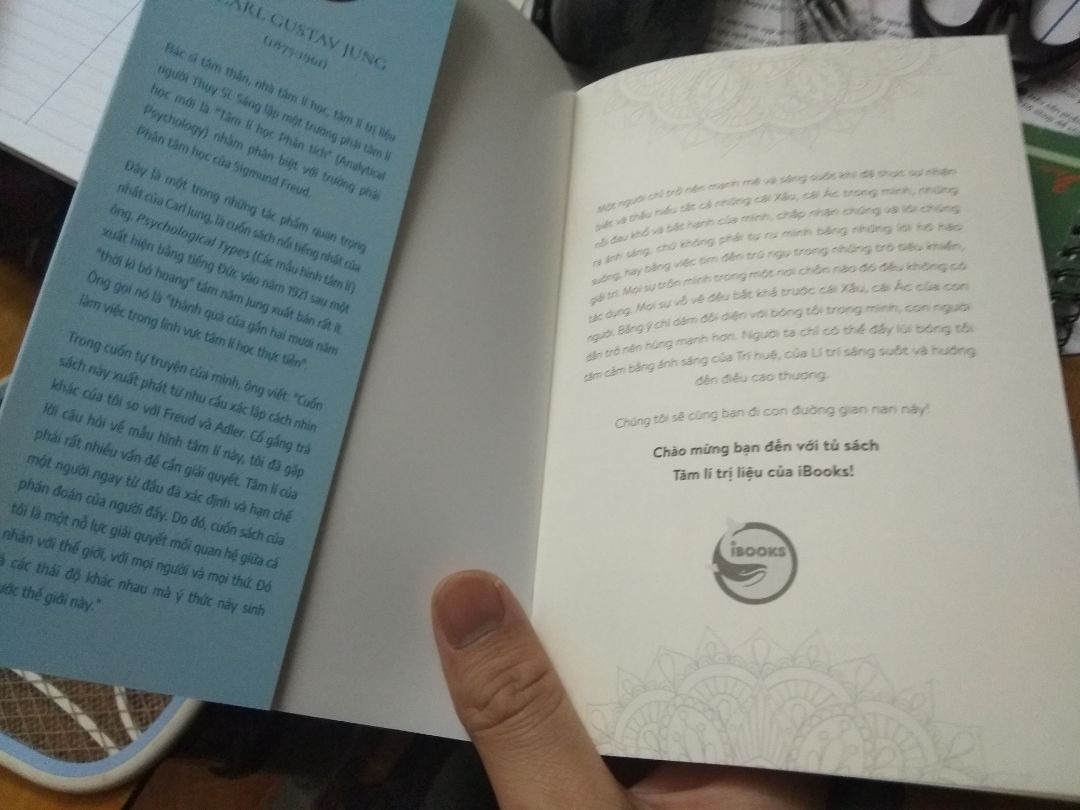 CARL GUSTAV JUNG
(1875-1961)
Bác sĩ tâm thần, nhà tâm lí học, tâm lí trị liệu
người Thụy Sĩ. Sáng lập một trường phái tâm lí
học mới là "Tâm lí học Phân tích" (Analytical
Psychology) nhằm phân biệt với trường phái
Phân tâm học của Sigmund Freud.
Đây là một trong những tác phẩm quan trọng
nhất của Carl Jung, là cuốn sách nổi tiếng nhất của
ông. Psychological Types (Các mẫu hình tâm lí)
xuất hiện bằng tiếng Đức vào năm 1921 sau một
"thời kì bỏ hoang" tám năm Jung xuất bản rất ít.
Ông gọi nó là "thành quả của gần hai mươi năm
làm việc trong lĩnh vực tâm lí học thực tiễn".
Trong cuốn tự truyện của mình, ông viết: "Cuốn
sách này xuất phát từ nhu cầu xác lập cách nhìn
khác của tôi so với Freud và Adler. Cố gắng trả
lời câu hỏi về mẫu hình tâm lí này, tôi đã gặp
phải rất nhiều vấn đề cần giải quyết. Tâm lí của
một người ngay từ đầu đã xác định và hạn chế
phán đoán của người đấy. Do đó, cuốn sách của
tôi là một nỗ lực giải quyết mối quan hệ giữa cá
nhân với thế giới, với mọi người và mọi thứ. Đó
các thái độ khác nhau mà ý thức nảy sinh
thế giới này."
Một người chỉ trở nên mạnh mẽ và sáng suốt khi đã thực sự nhận
biết và thấu hiểu tất cả những cái Xấu, cái Ác trong mình, những
nỗi đau khổ và bất hạnh của mình, chấp nhận chúng và lôi chúng
ra ánh sáng, chứ không phải tự ru mình bằng những lời hô hào
suông, hay bằng việc tìm đến trú ngụ trong những trò tiêu khiển,
giải trí. Mọi sự trốn mình trong một nơi chốn nào đó đều không có
tác dụng. Mọi sự vỗ về đều bất khả trước cái Xấu, cái Ác của con
người. Bằng ý chí dám đối diện với bóng tối trong mình, con người
dần trở nên hùng mạnh hơn. Người ta chỉ có thể đẩy lùi bóng tối
tăm cằm bằng ánh sáng của Trí huệ, của Lí trí sáng suốt và hướng
đến điều cao thượng.
Chúng tôi sẽ cùng bạn đi con đường gian nan này!
Chào mừng bạn đến với tủ sách
Tâm lí trị liệu của iBooks!
iBOOKS